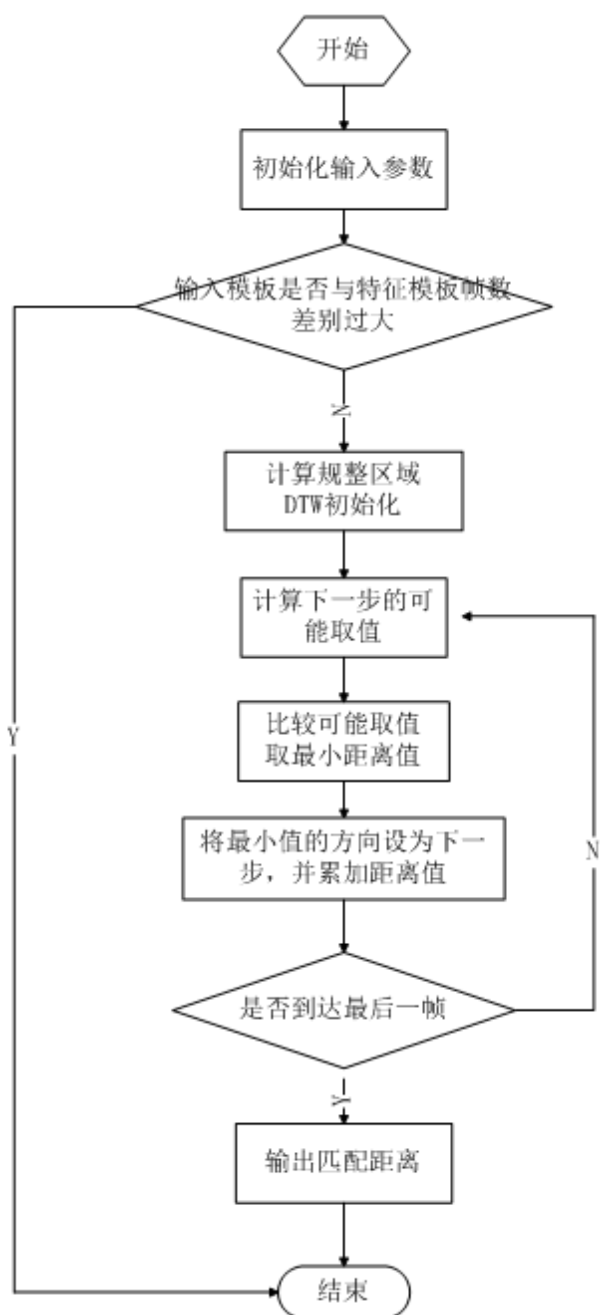 开始
初始化输入参数
输入模板是否与特征模板帧数
差别过大
N
计算规整区域
DTW初始化
计算下一步的可
能取值
Y
比较可能取值
取最小距离值
将最小值的方向设为下一
步，并累加距离值
N
是否到达最后一帧
Y
输出匹配距离
结束